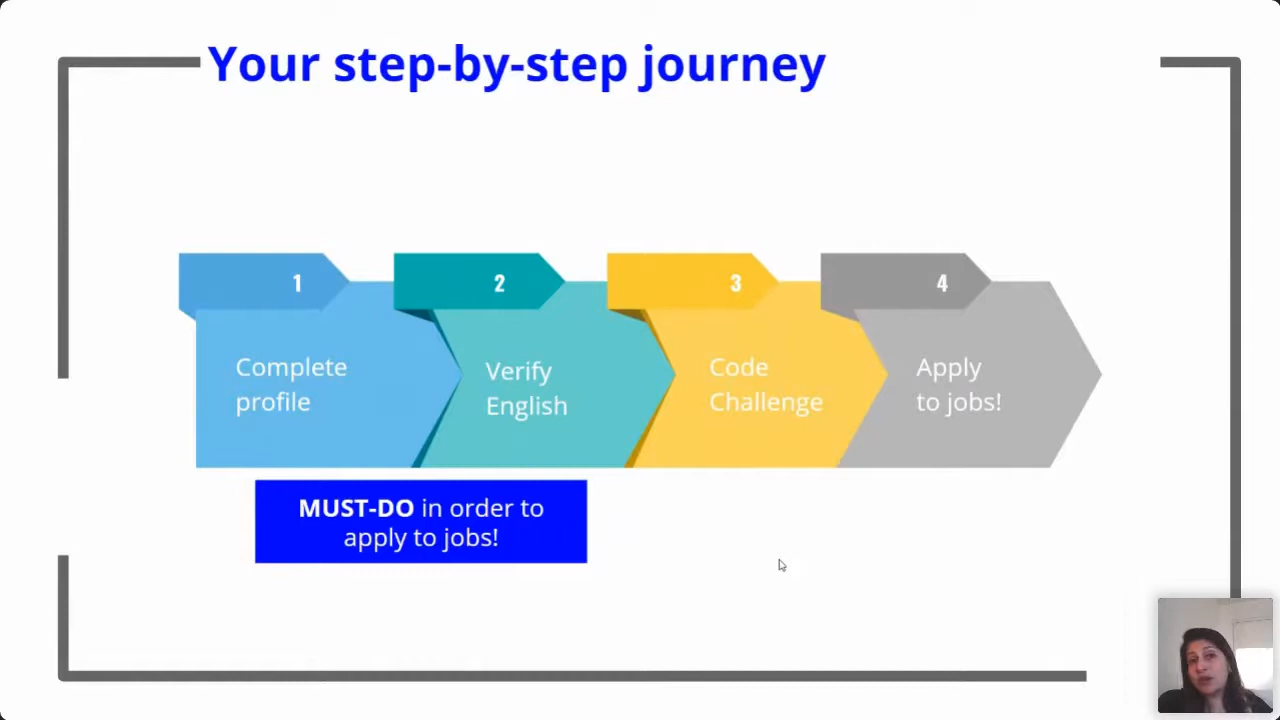 Your step-by-step journey
1
2
3
4
Complete
profile
Verify
English
Code
Challenge
Apply
to jobs!
MUST-DO in order to
apply to jobs!